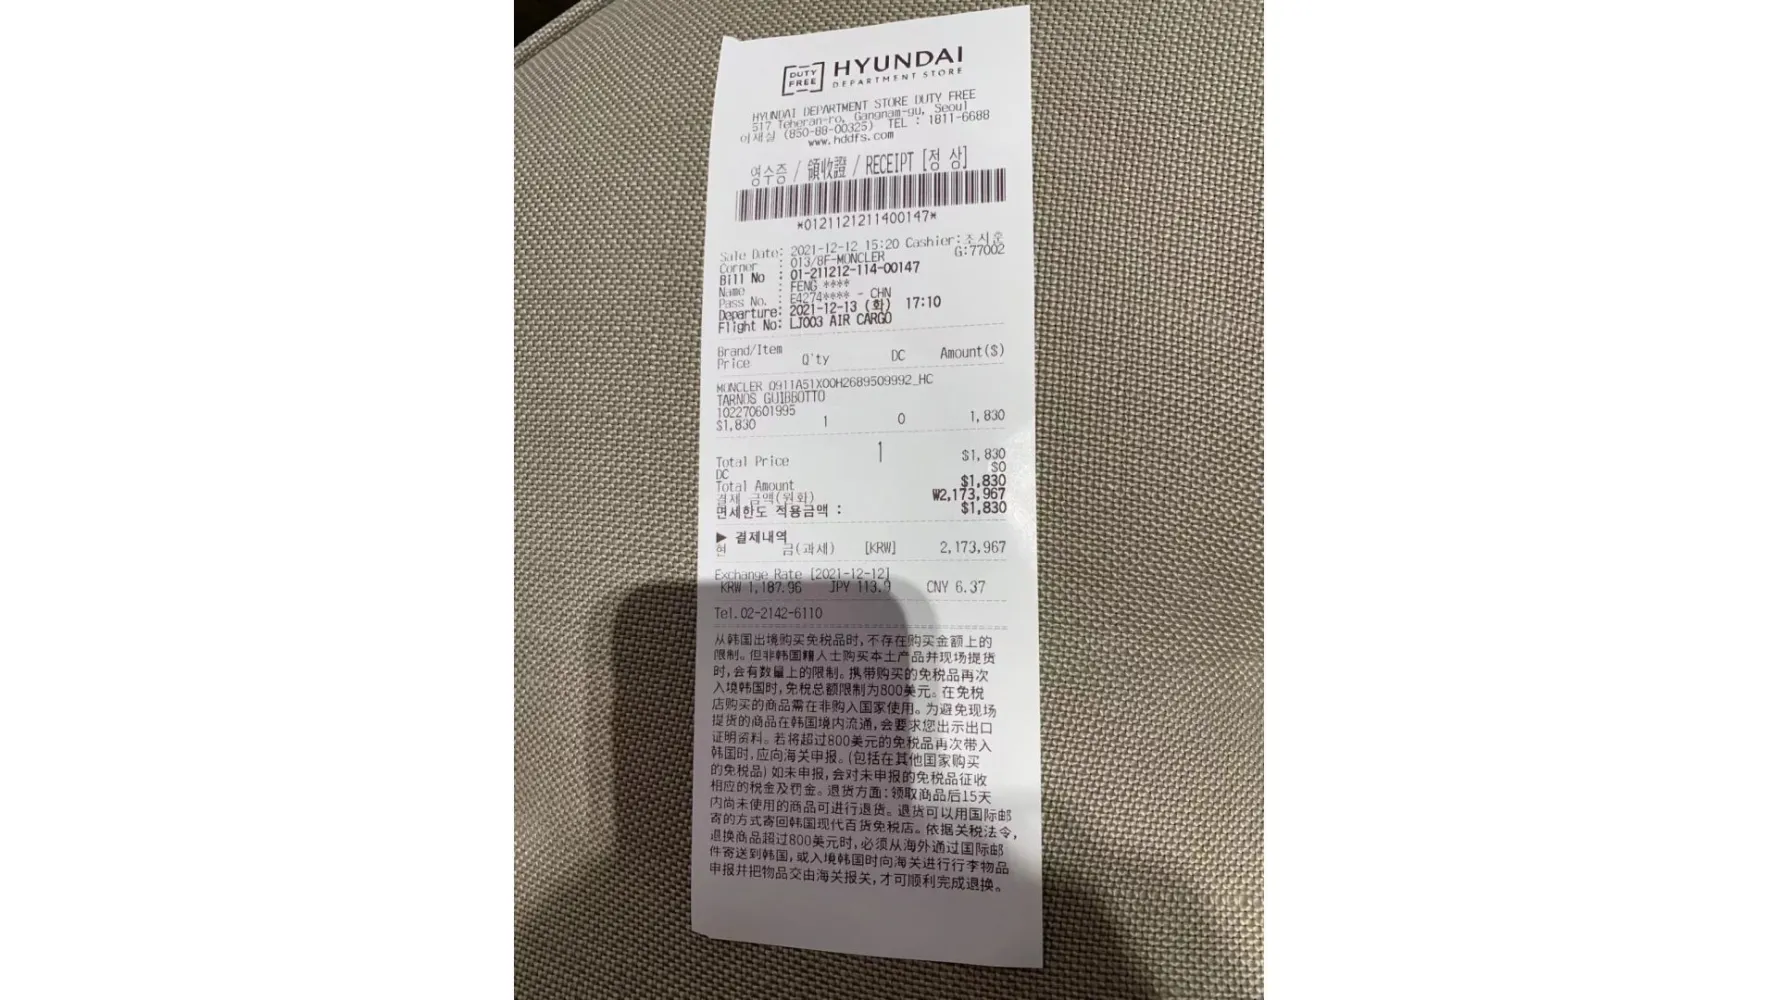 DUTY FREE HYUNDAI
DEPARTMENT STORE
HYUNDAI DEPARTMENT STORE DUTY FREE
517 Teheran-ro, Gangnam-gu, Seoul
이재실 (850-88-00325) TEL : 1811-6688
www.hddfs.com
영수증 / 領收證 / RECEIPT [정 상]
*0121121211400147*
Sale Date: 2021-12-12 15:20 Cashier:조시훈
Corner : 013/8F-MONCLER G:77002
Bill No : 01-211212-114-00147
Name : FENG ****
Pass No. : E4274**** - CHN
Departure: 2021-12-13 (화) 17:10
Flight No: LJ003 AIR CARGO
Brand/Item
Price Q'ty DC Amount($)
MONCLER 0911A51X00H2689509992_HC
TARNOS GUIBBOTTO
102270601995
$1,830 1 0 1,830
Total Price 1 $1,830
DC $0
Total Amount $1,830
결제 금액(원화) ₩2,173,967
면세한도 적용금액 : $1,830
▶ 결제내역
현 금(과세) [KRW] 2,173,967
Exchange Rate [2021-12-12]
KRW 1,187.96 JPY 113.9 CNY 6.37
Tel.02-2142-6110
从韩国出境购买免税品时,不存在购买金额上的
限制。但非韩国籍人士购买本土产品并现场提货
时,会有数量上的限制。携带购买的免税品再次
入境韩国时,免税总额限制为800美元。在免税
店购买的商品需在非购入国家使用。为避免现场
提货的商品在韩国境内流通,会要求您出示出口
证明资料。若将超过800美元的免税品再次带入
韩国时,应向海关申报。(包括在其他国家购买
的免税品)如未申报,会对未申报的免税品征收
相应的税金及罚金。退货方面:领取商品后15天
内尚未使用的商品可进行退货。退货可以用国际邮
寄的方式寄回韩国现代百货免税店。依据关税法令,
退换商品超过800美元时,必须从海外通过国际邮
件寄送到韩国,或入境韩国时向海关进行行李物品
申报并把物品交由海关报关,才可顺利完成退换。